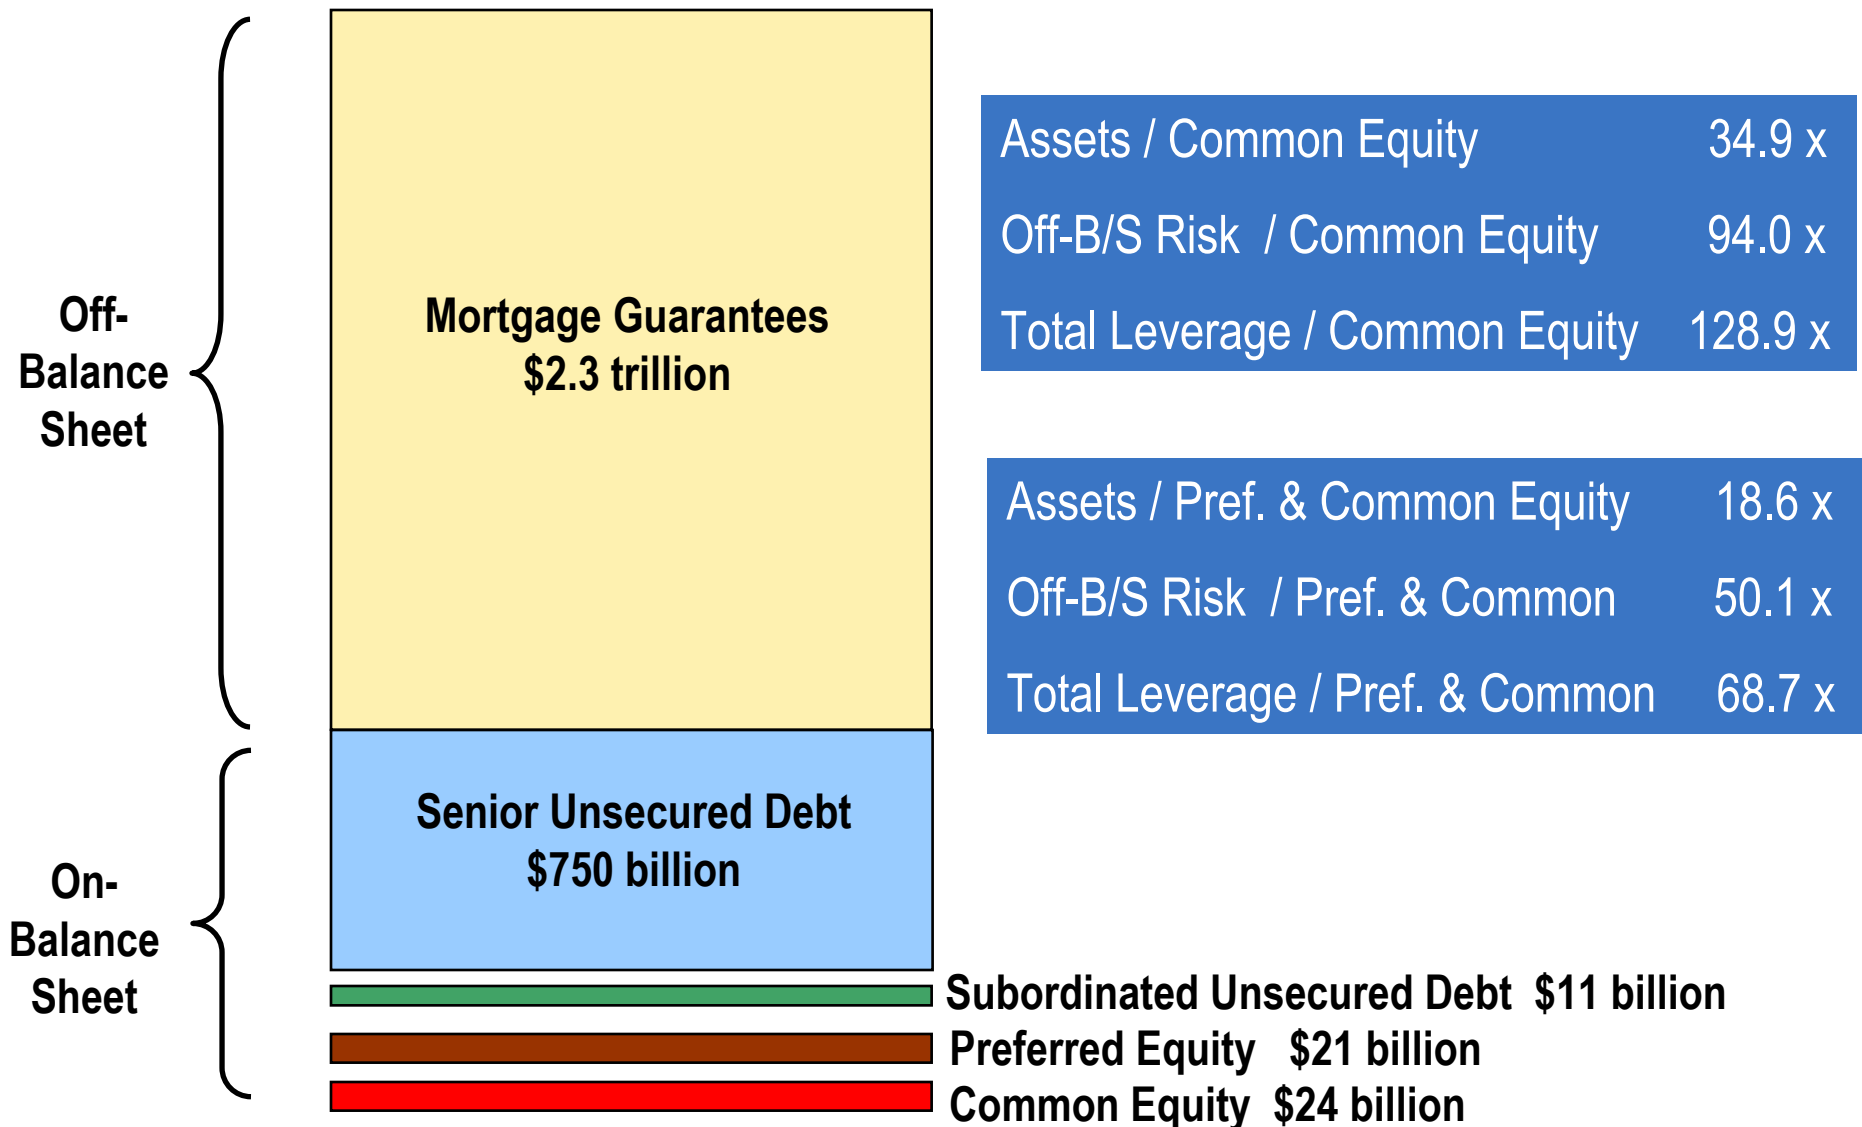 Off-
Balance
Sheet
Mortgage Guarantees
$2.3 trillion
Assets / Common Equity 34.9 x
Off-B/S Risk / Common Equity 94.0 x
Total Leverage / Common Equity 128.9 x
Assets / Pref. & Common Equity 18.6 x
Off-B/S Risk / Pref. & Common 50.1 x
Total Leverage / Pref. & Common 68.7 x
On-
Balance
Sheet
Senior Unsecured Debt
$750 billion
Subordinated Unsecured Debt $11 billion
Preferred Equity $21 billion
Common Equity $24 billion